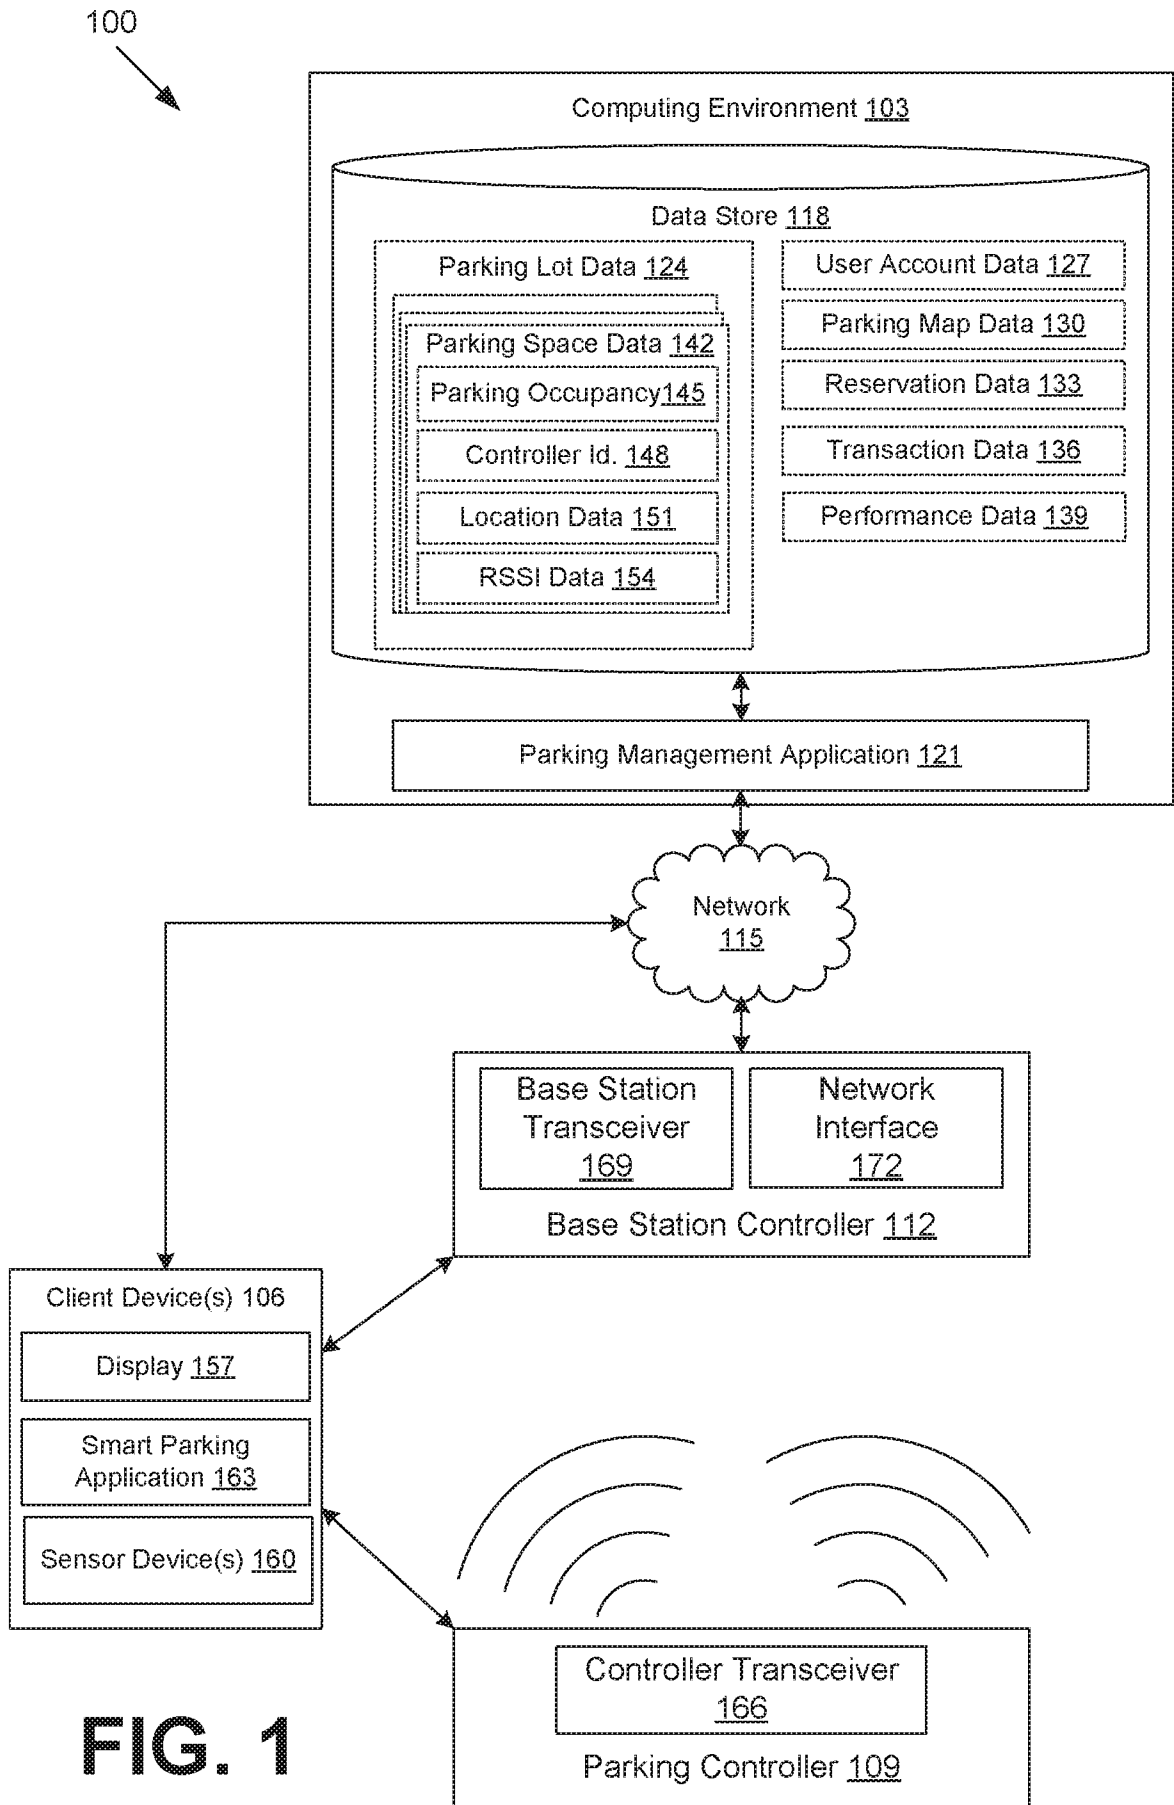 100
Computing Environment 103
Data Store 118
Parking Lot Data 124
Parking Space Data 142
Parking Occupancy145
Controller Id. 148
Location Data 151
RSSI Data 154
User Account Data 127
Parking Map Data 130
Reservation Data 133
Transaction Data 136
Performance Data 139
Parking Management Application 121
Network
115
Base Station
Transceiver
169
Network
Interface
172
Base Station Controller 112
Client Device(s) 106
Display 157
Smart Parking
Application 163
Sensor Device(s) 160
Controller Transceiver
166
Parking Controller 109
FIG. 1